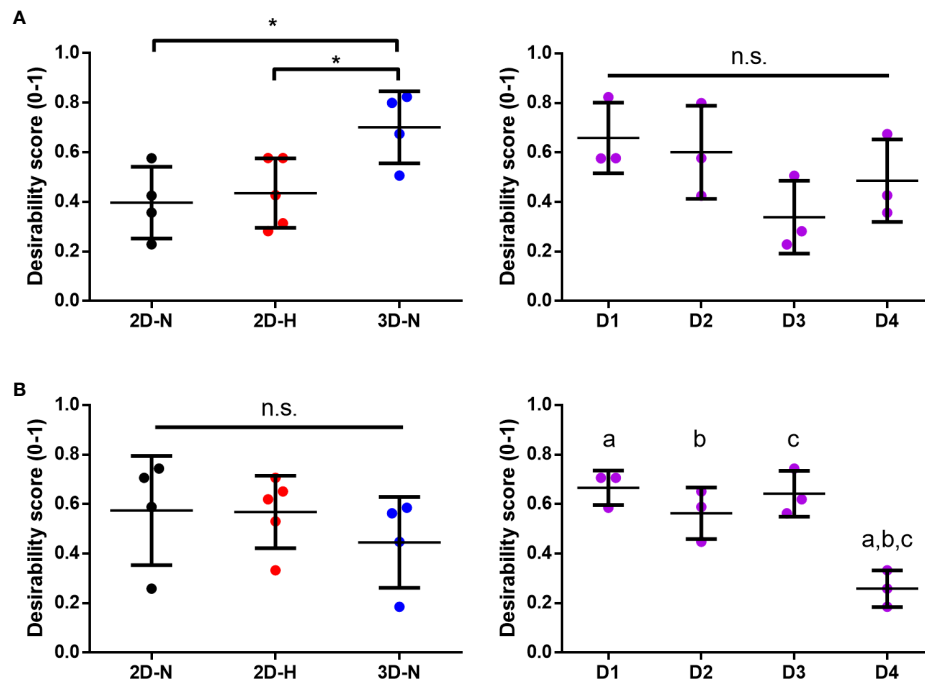 A
*
*
Desirability score (0-1)
1.0
0.8
0.6
0.4
0.2
0.0
2D-N 2D-H 3D-N
n.s.
Desirability score (0-1)
1.0
0.8
0.6
0.4
0.2
0.0
D1 D2 D3 D4
B
n.s.
Desirability score (0-1)
1.0
0.8
0.6
0.4
0.2
0.0
2D-N 2D-H 3D-N
a b c
a,b,c
Desirability score (0-1)
1.0
0.8
0.6
0.4
0.2
0.0
D1 D2 D3 D4